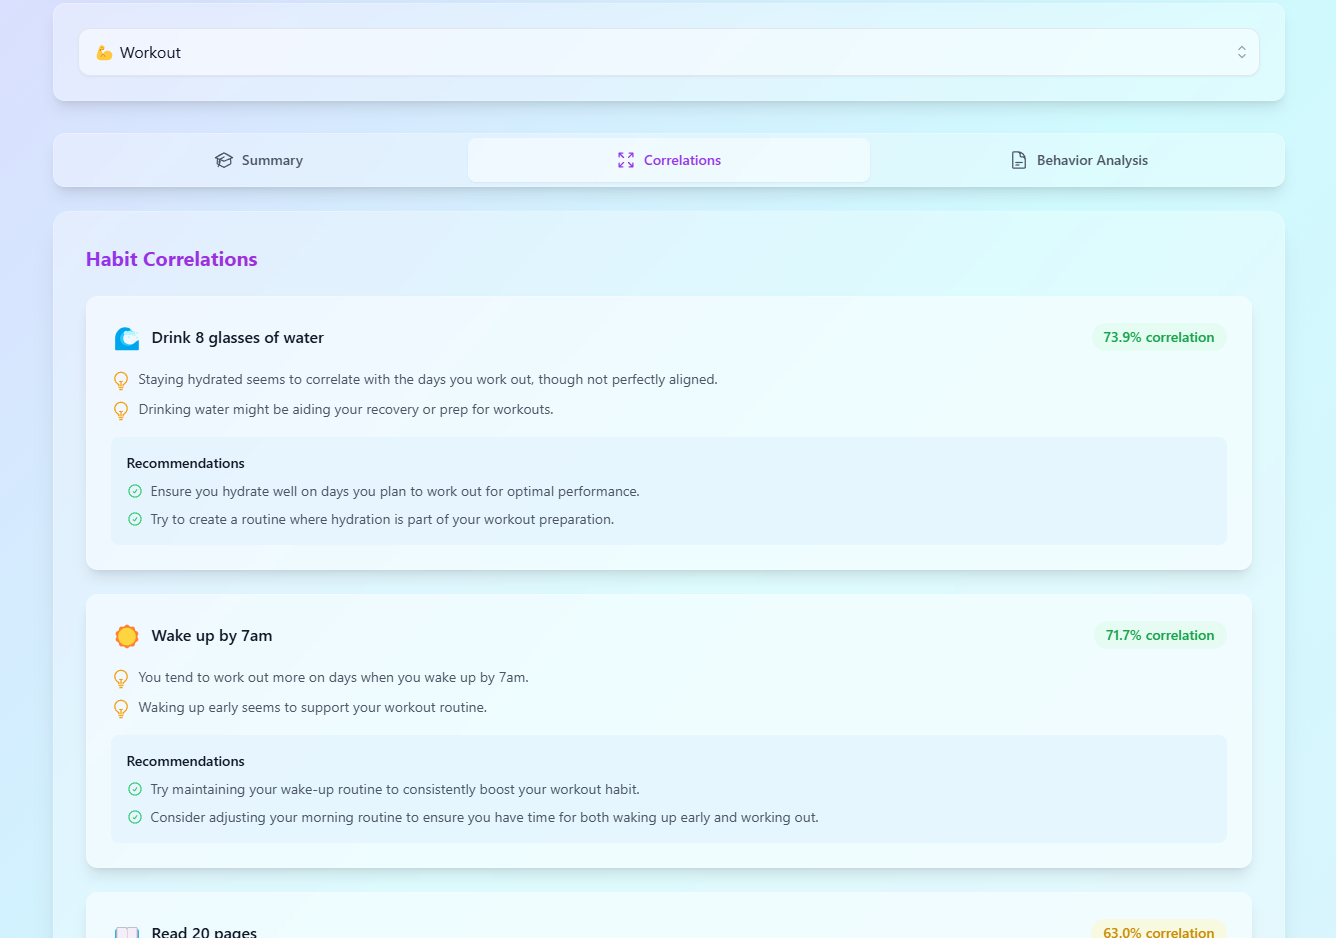 Workout
Summary
Correlations
Behavior Analysis
Habit Correlations
Drink 8 glasses of water
73.9% correlation
Staying hydrated seems to correlate with the days you work out, though not perfectly aligned.
Drinking water might be aiding your recovery or prep for workouts.
Recommendations
Ensure you hydrate well on days you plan to work out for optimal performance.
Try to create a routine where hydration is part of your workout preparation.
Wake up by 7am
71.7% correlation
You tend to work out more on days when you wake up by 7am.
Waking up early seems to support your workout routine.
Recommendations
Try maintaining your wake-up routine to consistently boost your workout habit.
Consider adjusting your morning routine to ensure you have time for both waking up early and working out.
Read 20 pages
63.0% correlation